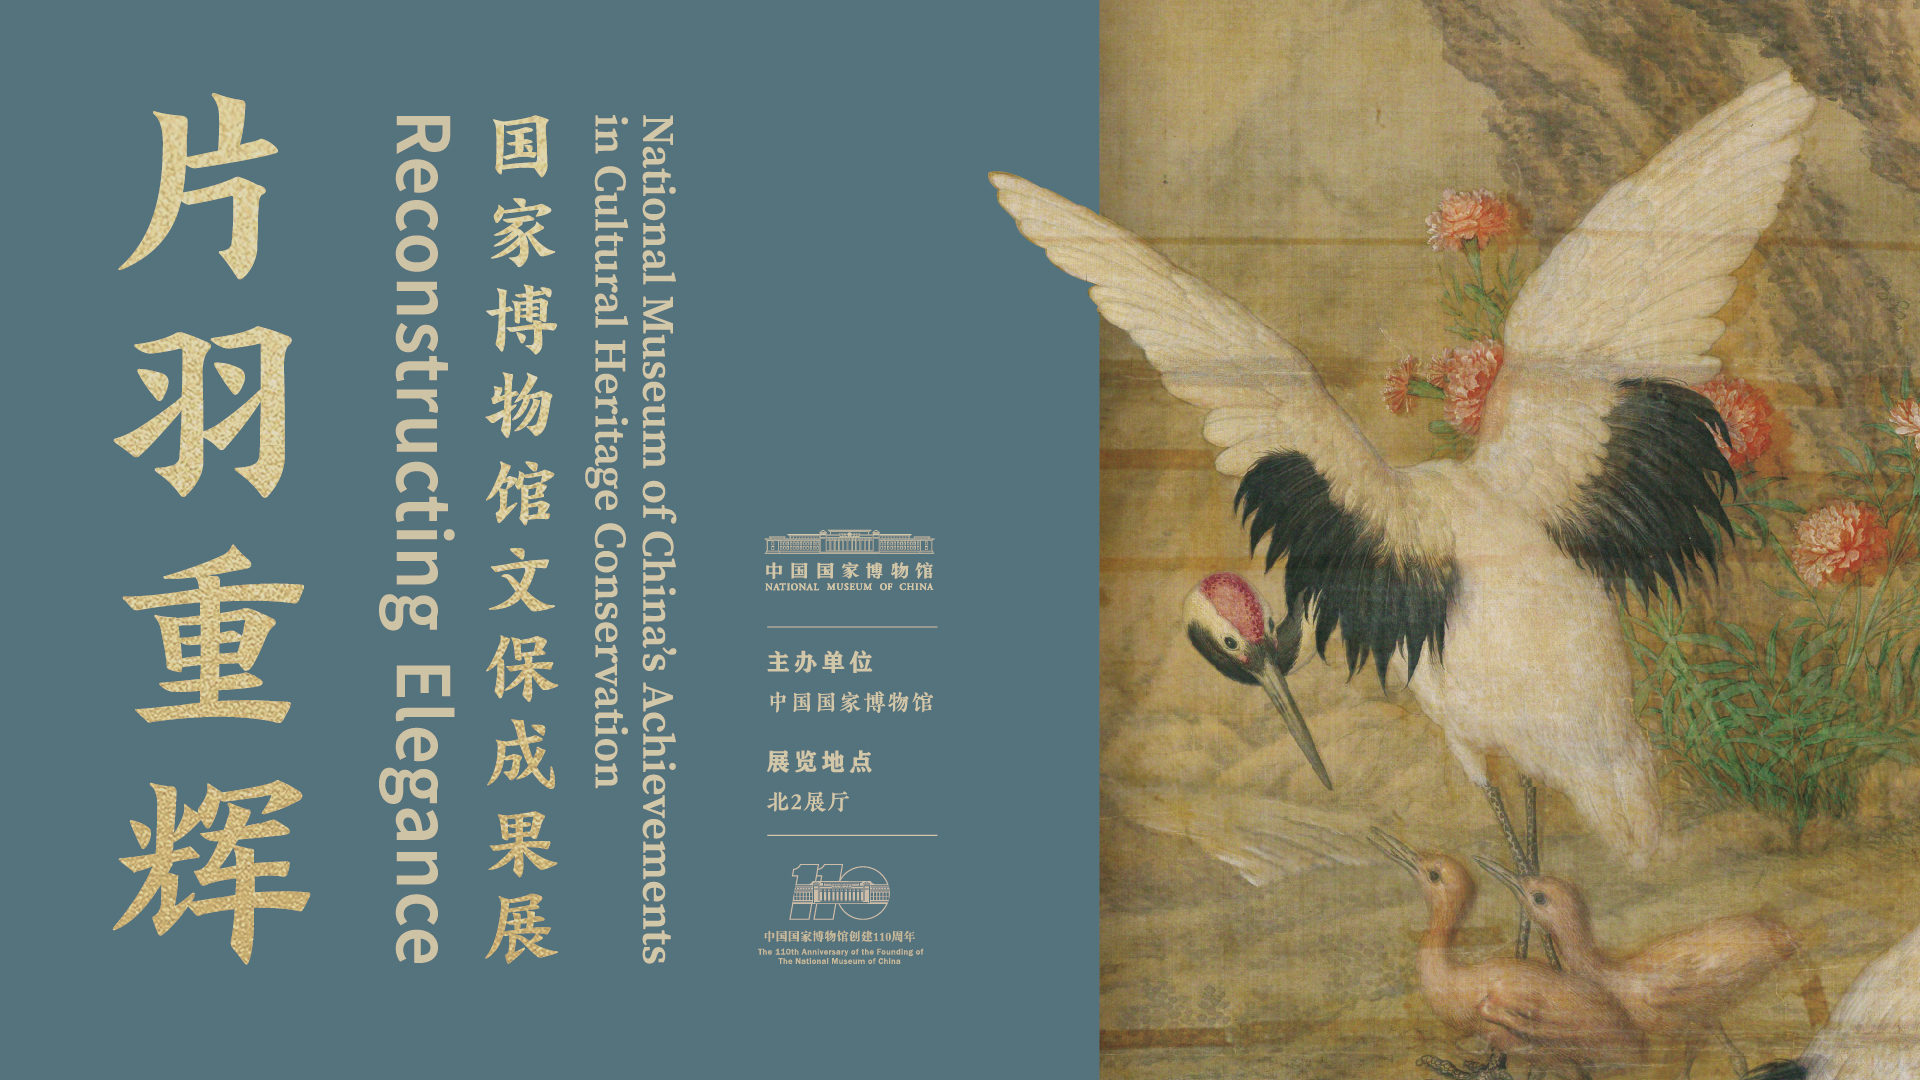 片羽重辉
Reconstructing Elegance
国家博物馆文保成果展
National Museum of China's Achievements
in Cultural Heritage Conservation
中国国家博物馆
NATIONAL MUSEUM OF CHINA
主办单位
中国国家博物馆
展览地点
北2展厅
110
中国国家博物馆创建110周年
The 110th Anniversary of the Founding of
The National Museum of China